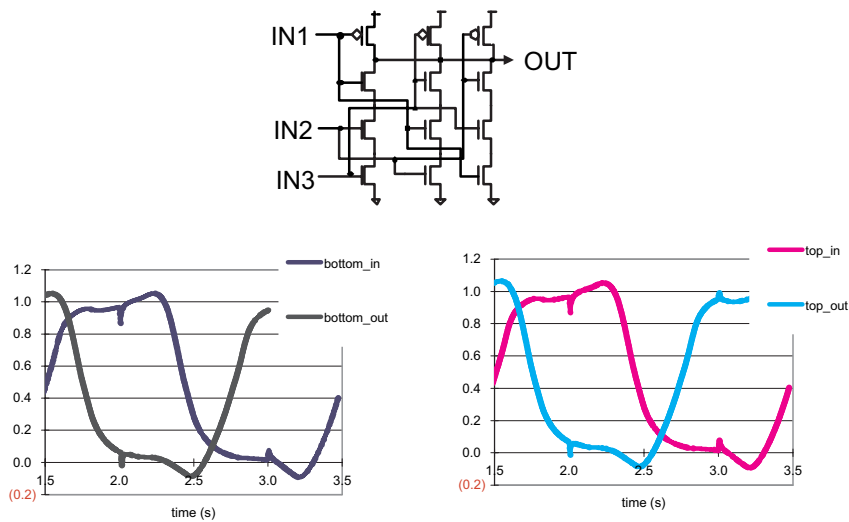 IN1
OUT
IN2
IN3
bottom_in
bottom_out
1.2
1.0
0.8
0.6
0.4
0.2
0.0
(0.2)
1.5 2.0 2.5 3.0 3.5
time (s)
top_in
top_out
1.2
1.0
0.8
0.6
0.4
0.2
0.0
(0.2)
1.5 2.0 2.5 3.0 3.5
time (s)